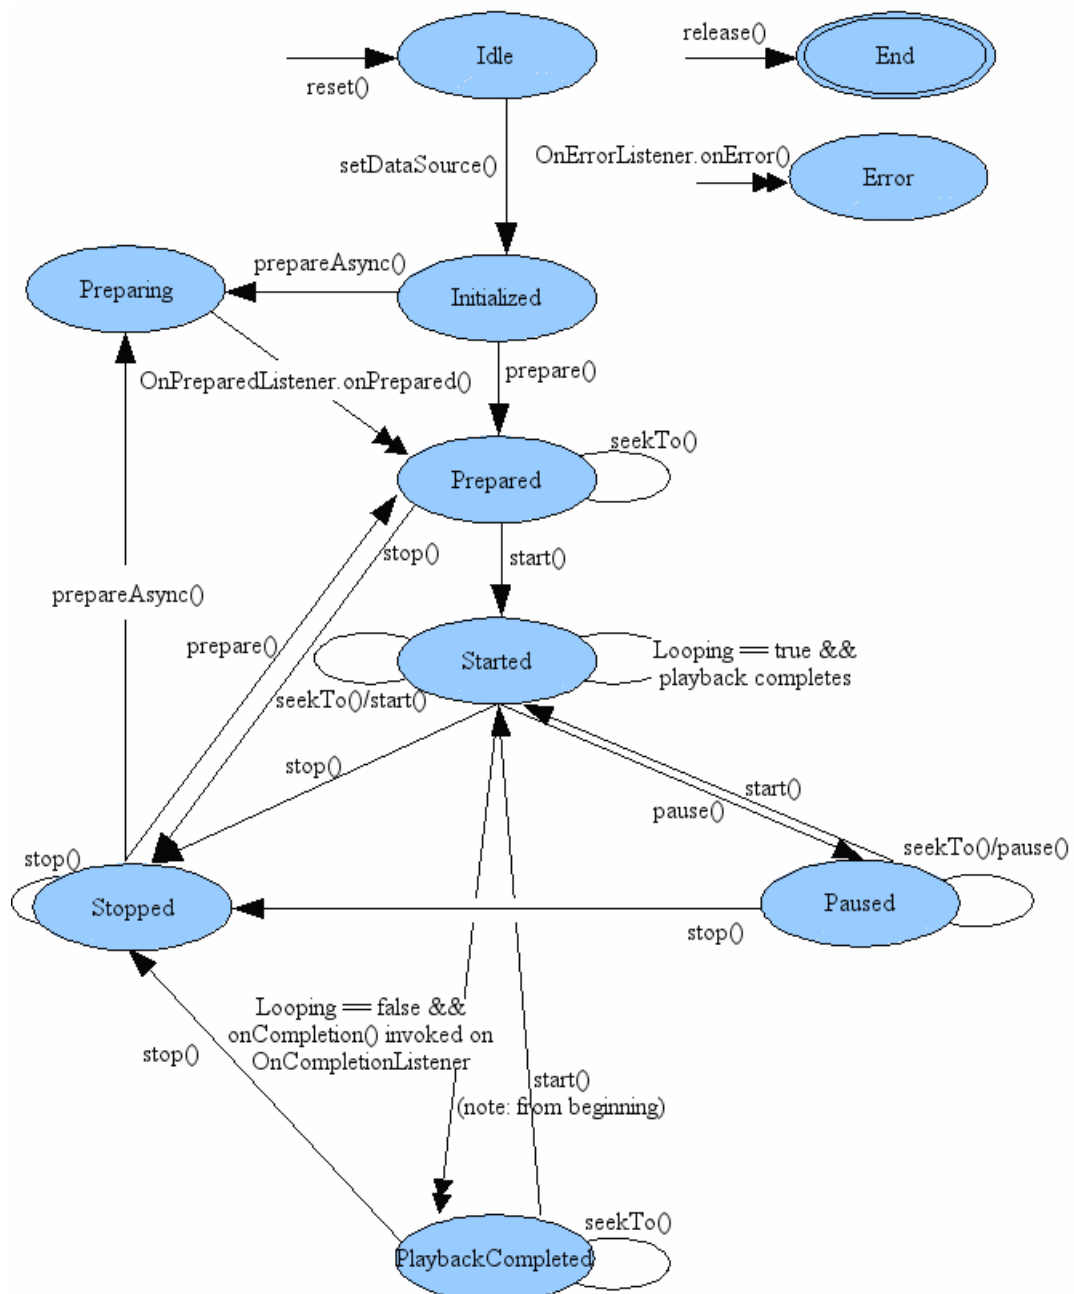 Idle
release()
End
reset()
OnErrorListener.onError()
Error
setDataSource()
prepareAsync()
Preparing
Initialized
prepare()
OnPreparedListener.onPrepared()
seekTo()
Prepared
stop()
start()
prepareAsync()
prepare()
Started
Looping == true &&
playback completes
seekTo()/start()
stop()
start()
pause()
stop()
seekTo()/pause()
Stopped
Paused
stop()
Looping == false &&
onCompletion() invoked on
OnCompletionListener
stop()
start()
(note: from beginning)
seekTo()
PlaybackCompleted